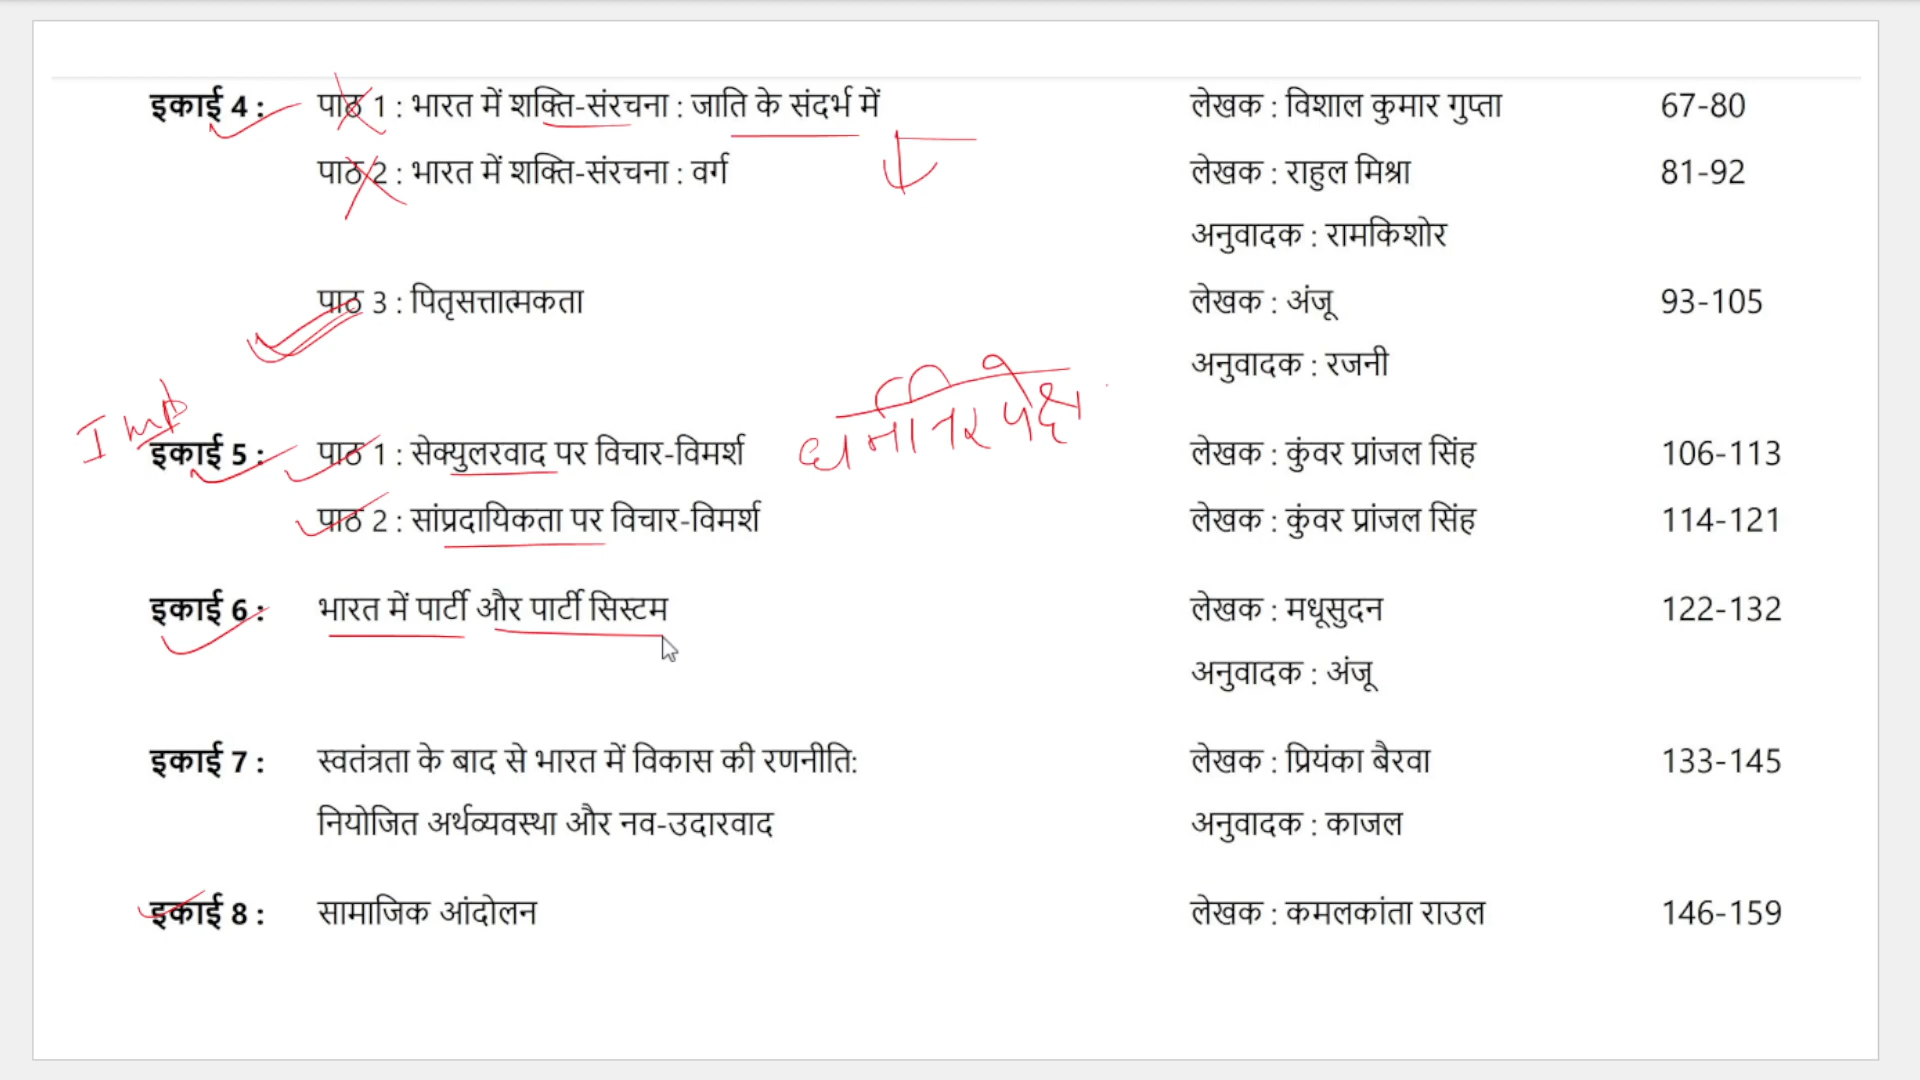 इकाई 4 : पाठ 1 : भारत में शक्ति-संरचना : जाति के संदर्भ में लेखक : विशाल कुमार गुप्ता 67-80
पाठ 2 : भारत में शक्ति-संरचना : वर्ग लेखक : राहुल मिश्रा 81-92
अनुवादक : रामकिशोर
पाठ 3 : पितृसत्तात्मकता लेखक : अंजू 93-105
अनुवादक : रजनी
Imp
धर्मनिरपेक्ष
इकाई 5 : पाठ 1 : सेक्युलरवाद पर विचार-विमर्श लेखक : कुंवर प्रांजल सिंह 106-113
पाठ 2 : सांप्रदायिकता पर विचार-विमर्श लेखक : कुंवर प्रांजल सिंह 114-121
इकाई 6 : भारत में पार्टी और पार्टी सिस्टम लेखक : मधूसुदन 122-132
अनुवादक : अंजू
इकाई 7 : स्वतंत्रता के बाद से भारत में विकास की रणनीति: लेखक : प्रियंका बैरवा 133-145
नियोजित अर्थव्यवस्था और नव-उदारवाद अनुवादक : काजल
इकाई 8 : सामाजिक आंदोलन लेखक : कमलकांता राउल 146-159